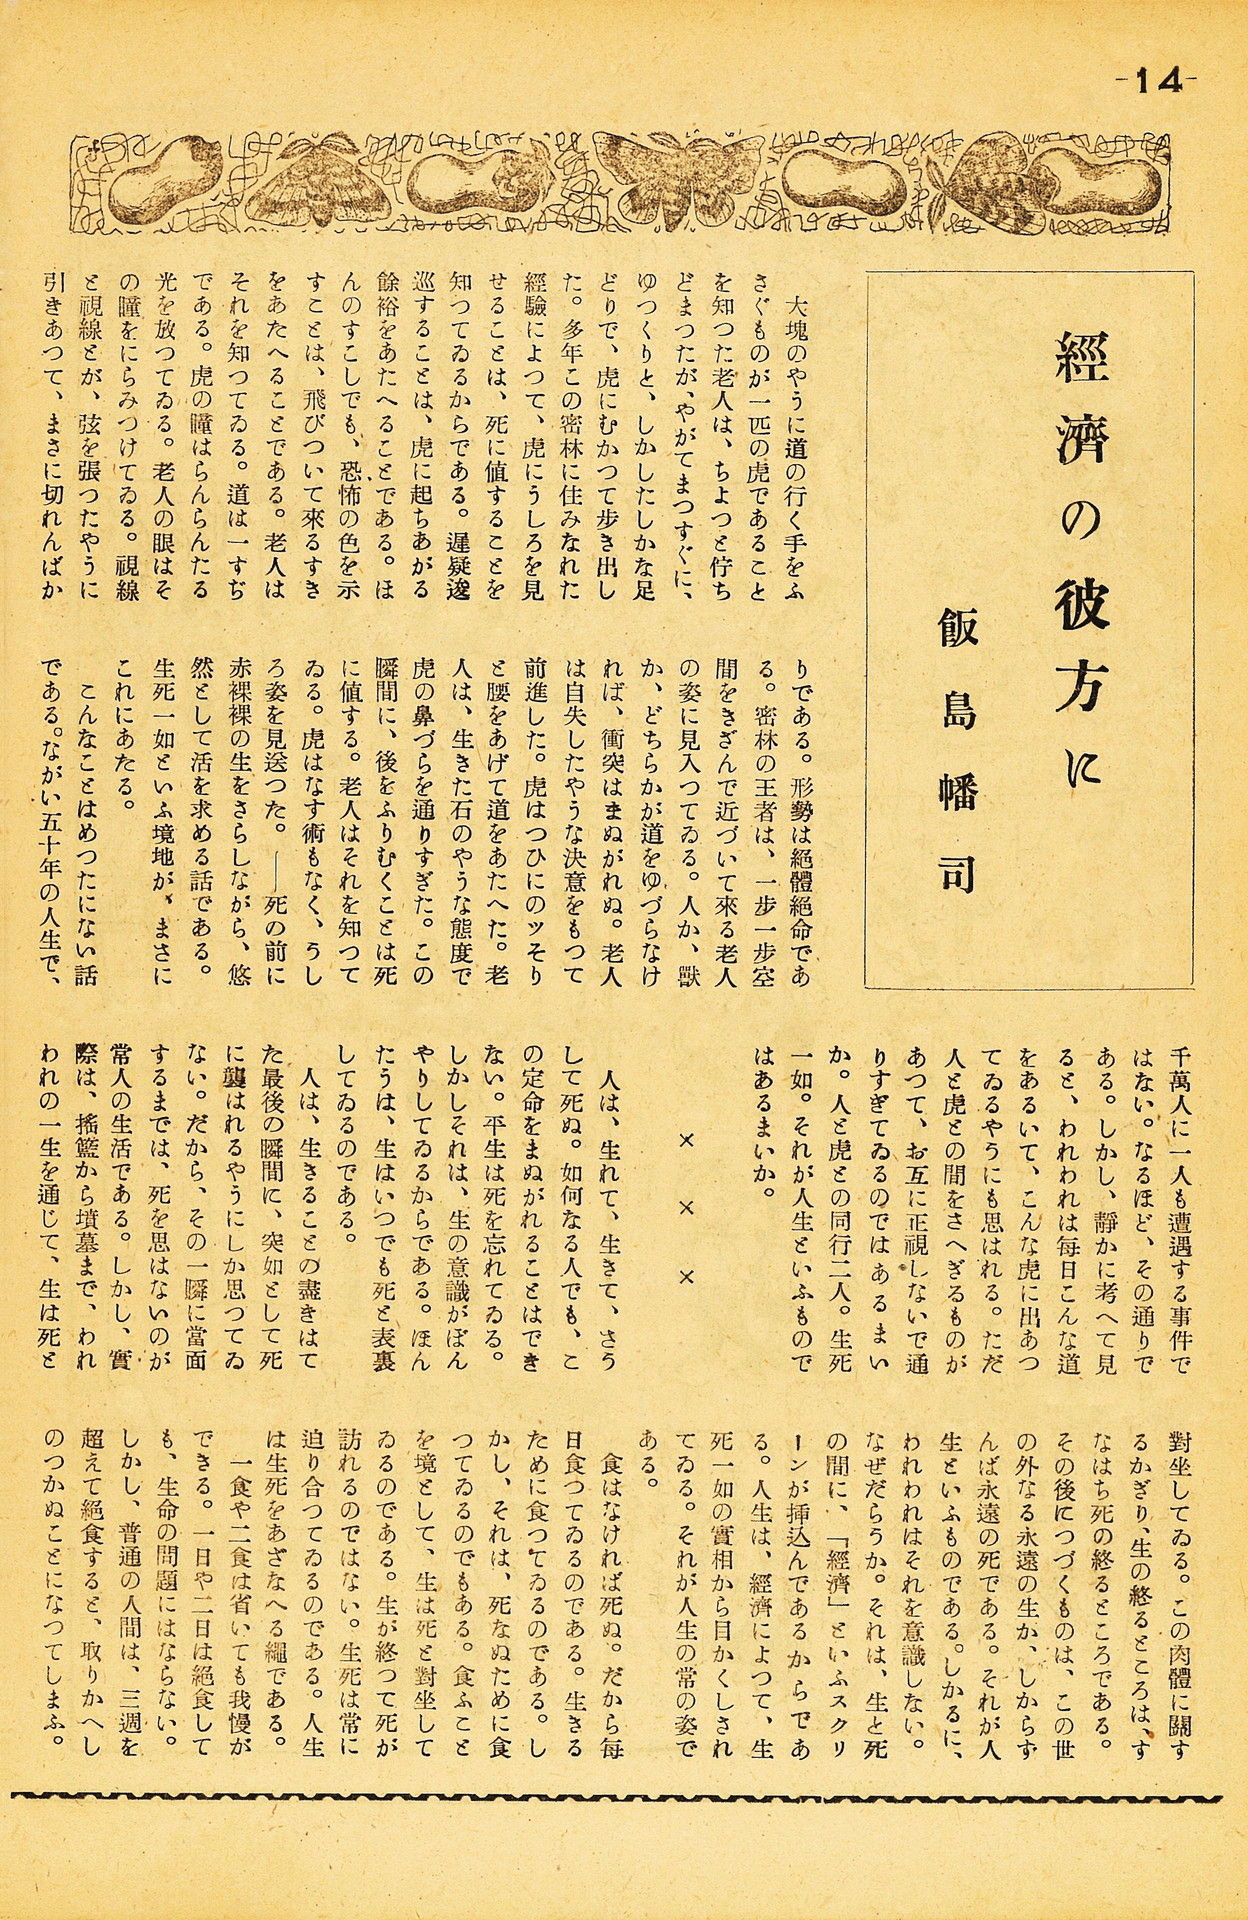 -14-
經濟の彼方に
飯島幡司
大塊のやうに道の行く手をふ
さぐものが一匹の虎であること
を知つた老人は、ちよつと佇ち
どまつたが、やがてまつすぐに、
ゆつくりと、しかしたしかな足
どりで、虎にむかつて歩き出し
た。多年この密林に住みなれた
經驗によつて、虎にうしろを見
せることは、死に値することを
知つてゐるからである。遲疑逡
巡することは、虎に起ちあがる
餘裕をあたへることである。ほ
んのすこしでも、恐怖の色を示
すことは、飛びついて來るすき
をあたへることである。老人は
それを知つてゐる。道は一すぢ
である。虎の瞳はらんらんたる
光を放つてゐる。老人の眼はそ
の瞳をにらみつけてゐる。視線
と視線とが、弦を張つたやうに
引きあつて、まさに切れんばか
りである。形勢は絕體絕命であ
る。密林の王者は、一步一步空
間をきざんで近づいて來る老人
の姿に見入つてゐる。人か、獸
か、どちらかが道をゆづらなけ
れば、衝突はまぬがれぬ。老人
は自失したやうな決意をもつて
前進した。虎はつひにのッそり
と腰をあげて道をあたへた。老
人は、生きた石のやうな態度で
虎の鼻づらを通りすぎた。この
瞬間に、後をふりむくことは死
に値する。老人はそれを知つて
ゐる。虎はなす術もなく、うし
ろ姿を見送つた。――死の前に
赤裸裸の生をさらしながら、悠
然として活を求める話である。
生死一如といふ境地が、まさに
これにあたる。
こんなことはめつたにない話
である。ながい五十年の人生で、
千萬人に一人も遭遇する事件で
はない。なるほど、その通りで
ある。しかし、靜かに考へて見
ると、われわれは毎日こんな道
をあるいて、こんな虎に出あつ
てゐるやうにも思はれる。ただ
人と虎との間をさへぎるものが
あつて、お互に正視しないで通
りすぎてゐるのではあるまい
か。人と虎との同行二人。生死
一如。それが人生といふもので
はあるまいか。
× × ×
人は、生れて、生きて、さう
して死ぬ。如何なる人でも、こ
の定命をまぬがれることはでき
ない。平生は死を忘れてゐる。
しかしそれは、生の意識がぼん
やりしてゐるからである。ほん
たうは、生はいつでも死と表裏
してゐるのである。
人は、生きることの盡きはて
た最後の瞬間に、突如として死
に襲はれるやうにしか思つてゐ
ない。だから、その一瞬に當面
するまでは、死を思はないのが
常人の生活である。しかし、實
際は、搖籃から墳墓まで、われ
われの一生を通じて、生は死と
對坐してゐる。この肉體に關す
るかぎり、生の終るところは、す
なはち死の終るところである。
その後につづくものは、この世
の外なる永遠の生か、しからず
んば永遠の死である。それが人
生といふものである。しかるに、
われわれはそれを意識しない。
なぜだらうか。それは、生と死
の間に、「經濟」といふスクリ
ーンが挿込んであるからであ
る。人生は、經濟によつて、生
死一如の實相から目かくしされ
てゐる。それが人生の常の姿で
ある。
食はなければ死ぬ。だから毎
日食つてゐるのである。生きる
ために食つてゐるのである。し
かし、それは、死なぬために食
つてゐるのでもある。食ふこと
を境として、生は死と對坐して
ゐるのである。生が終つて死が
訪れるのではない。生死は常に
迫り合つてゐるのである。人生
は生死をあざなへる繩である。
一食や二食は省いても我慢が
できる。一日や二日は絕食して
も、生命の問題にはならない。
しかし、普通の人間は、三週を
超えて絕食すると、取りかへし
のつかぬことになつてしまふ。